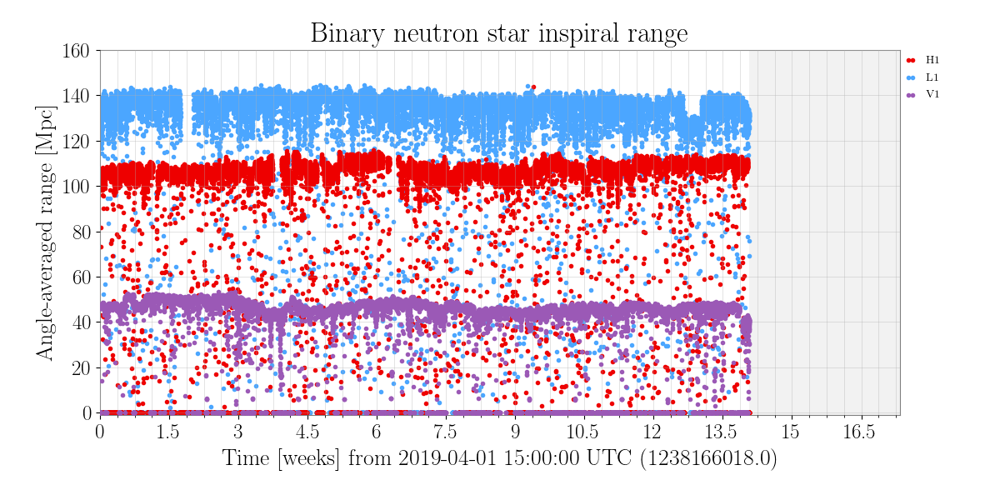 Binary neutron star inspiral range
H1
L1
V1
Angle-averaged range [Mpc]
160
140
120
100
80
60
40
20
0
0 1.5 3 4.5 6 7.5 9 10.5 12 13.5 15 16.5
Time [weeks] from 2019-04-01 15:00:00 UTC (1238166018.0)